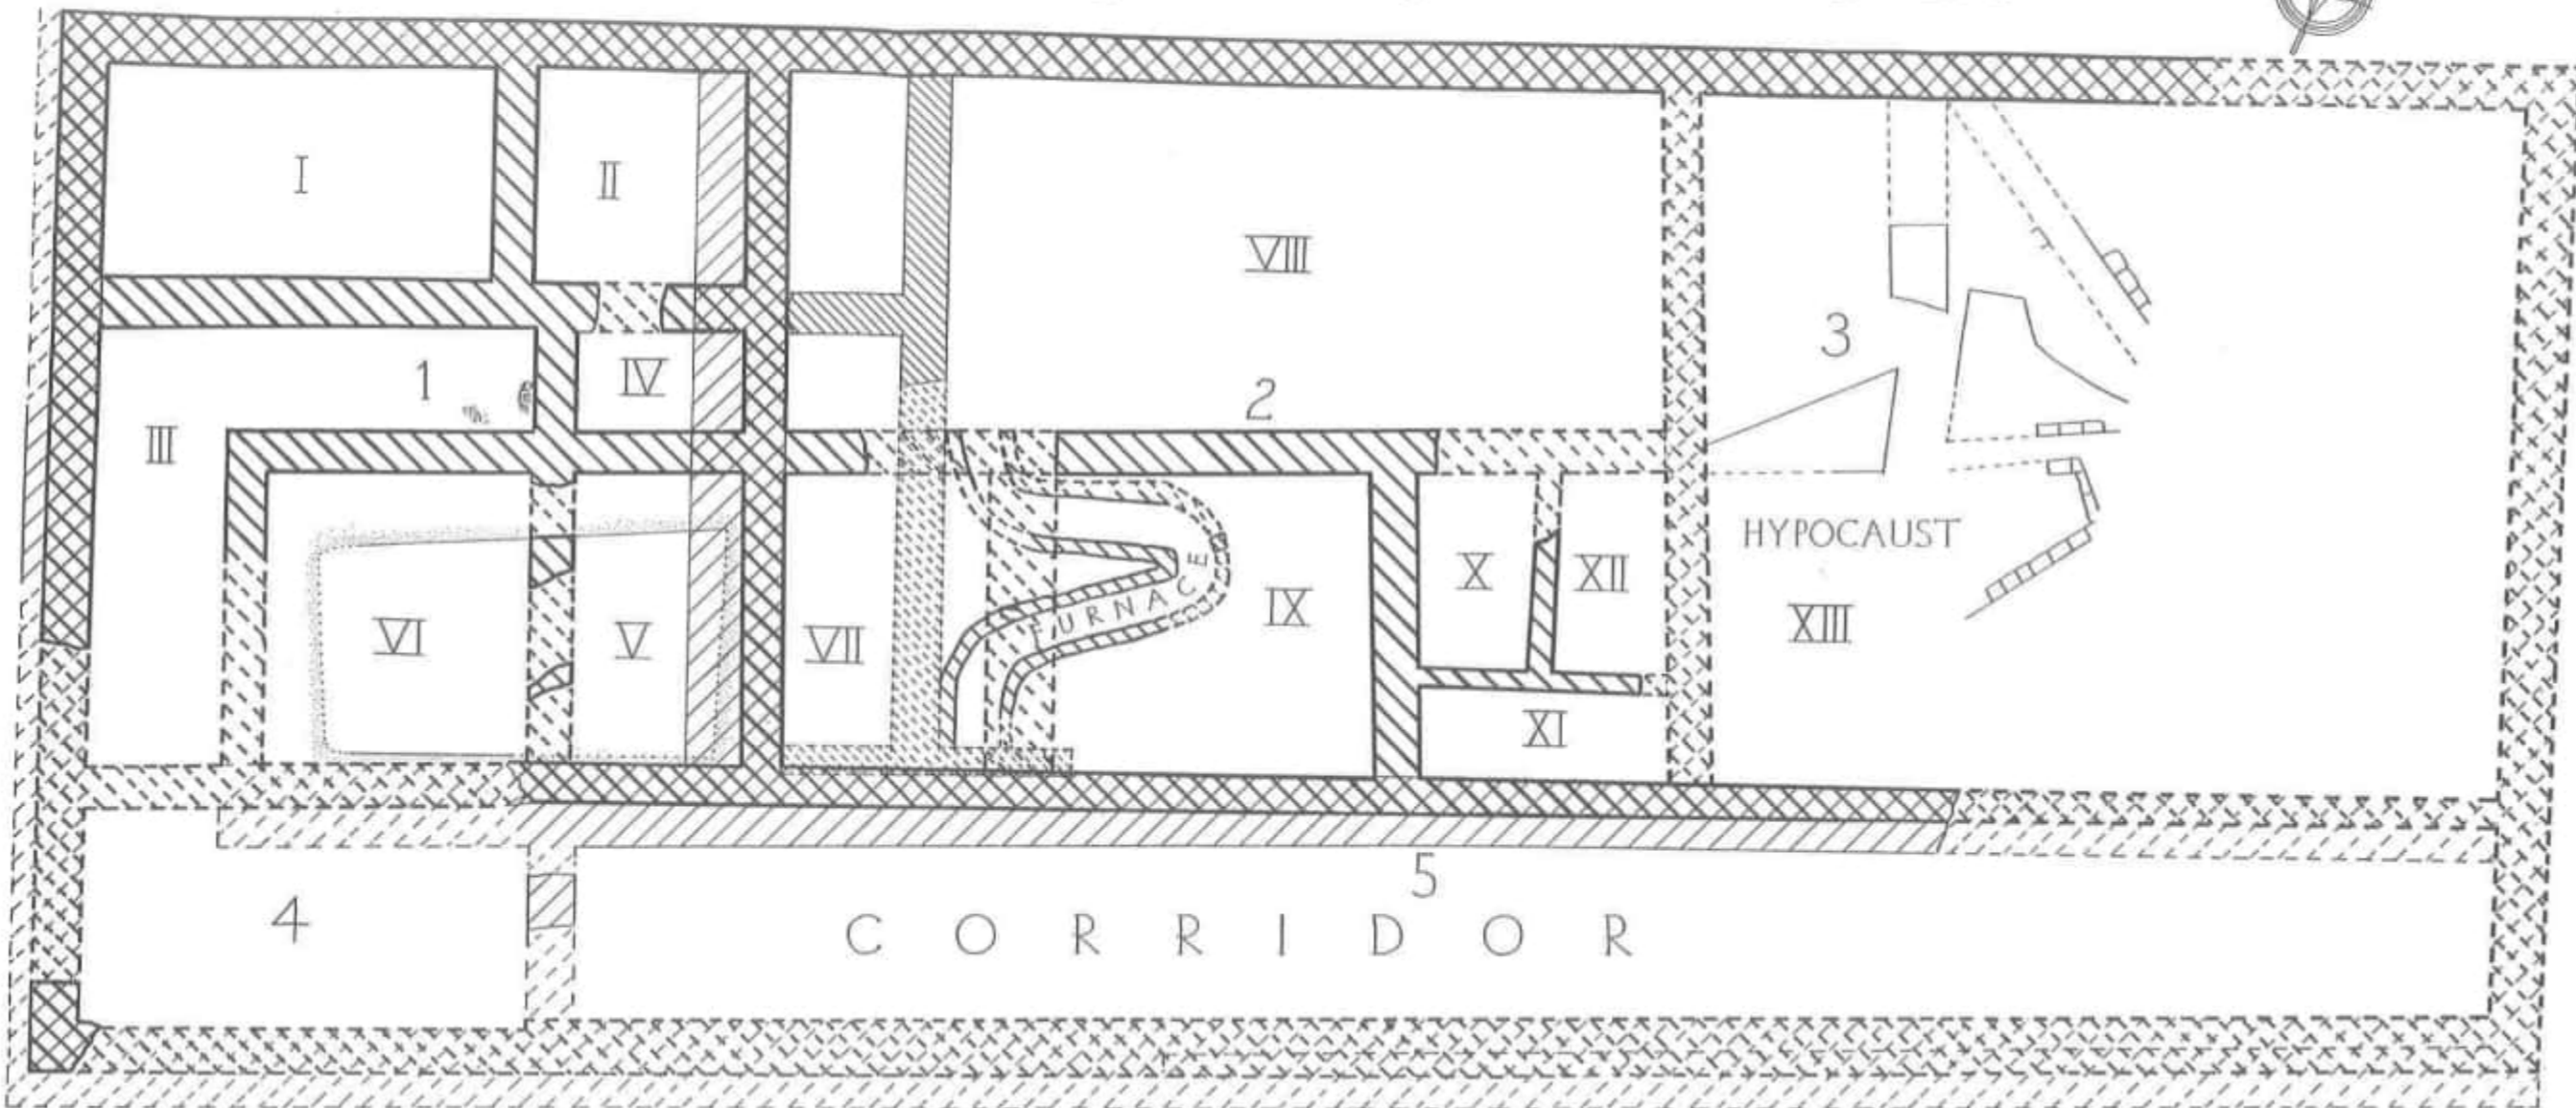 I
II
VIII
3
1
IV
2
III
HYPOCAUST
VI
V
VII
FURNACE
IX
X
XII
XIII
XI
4
5
CORRIDOR